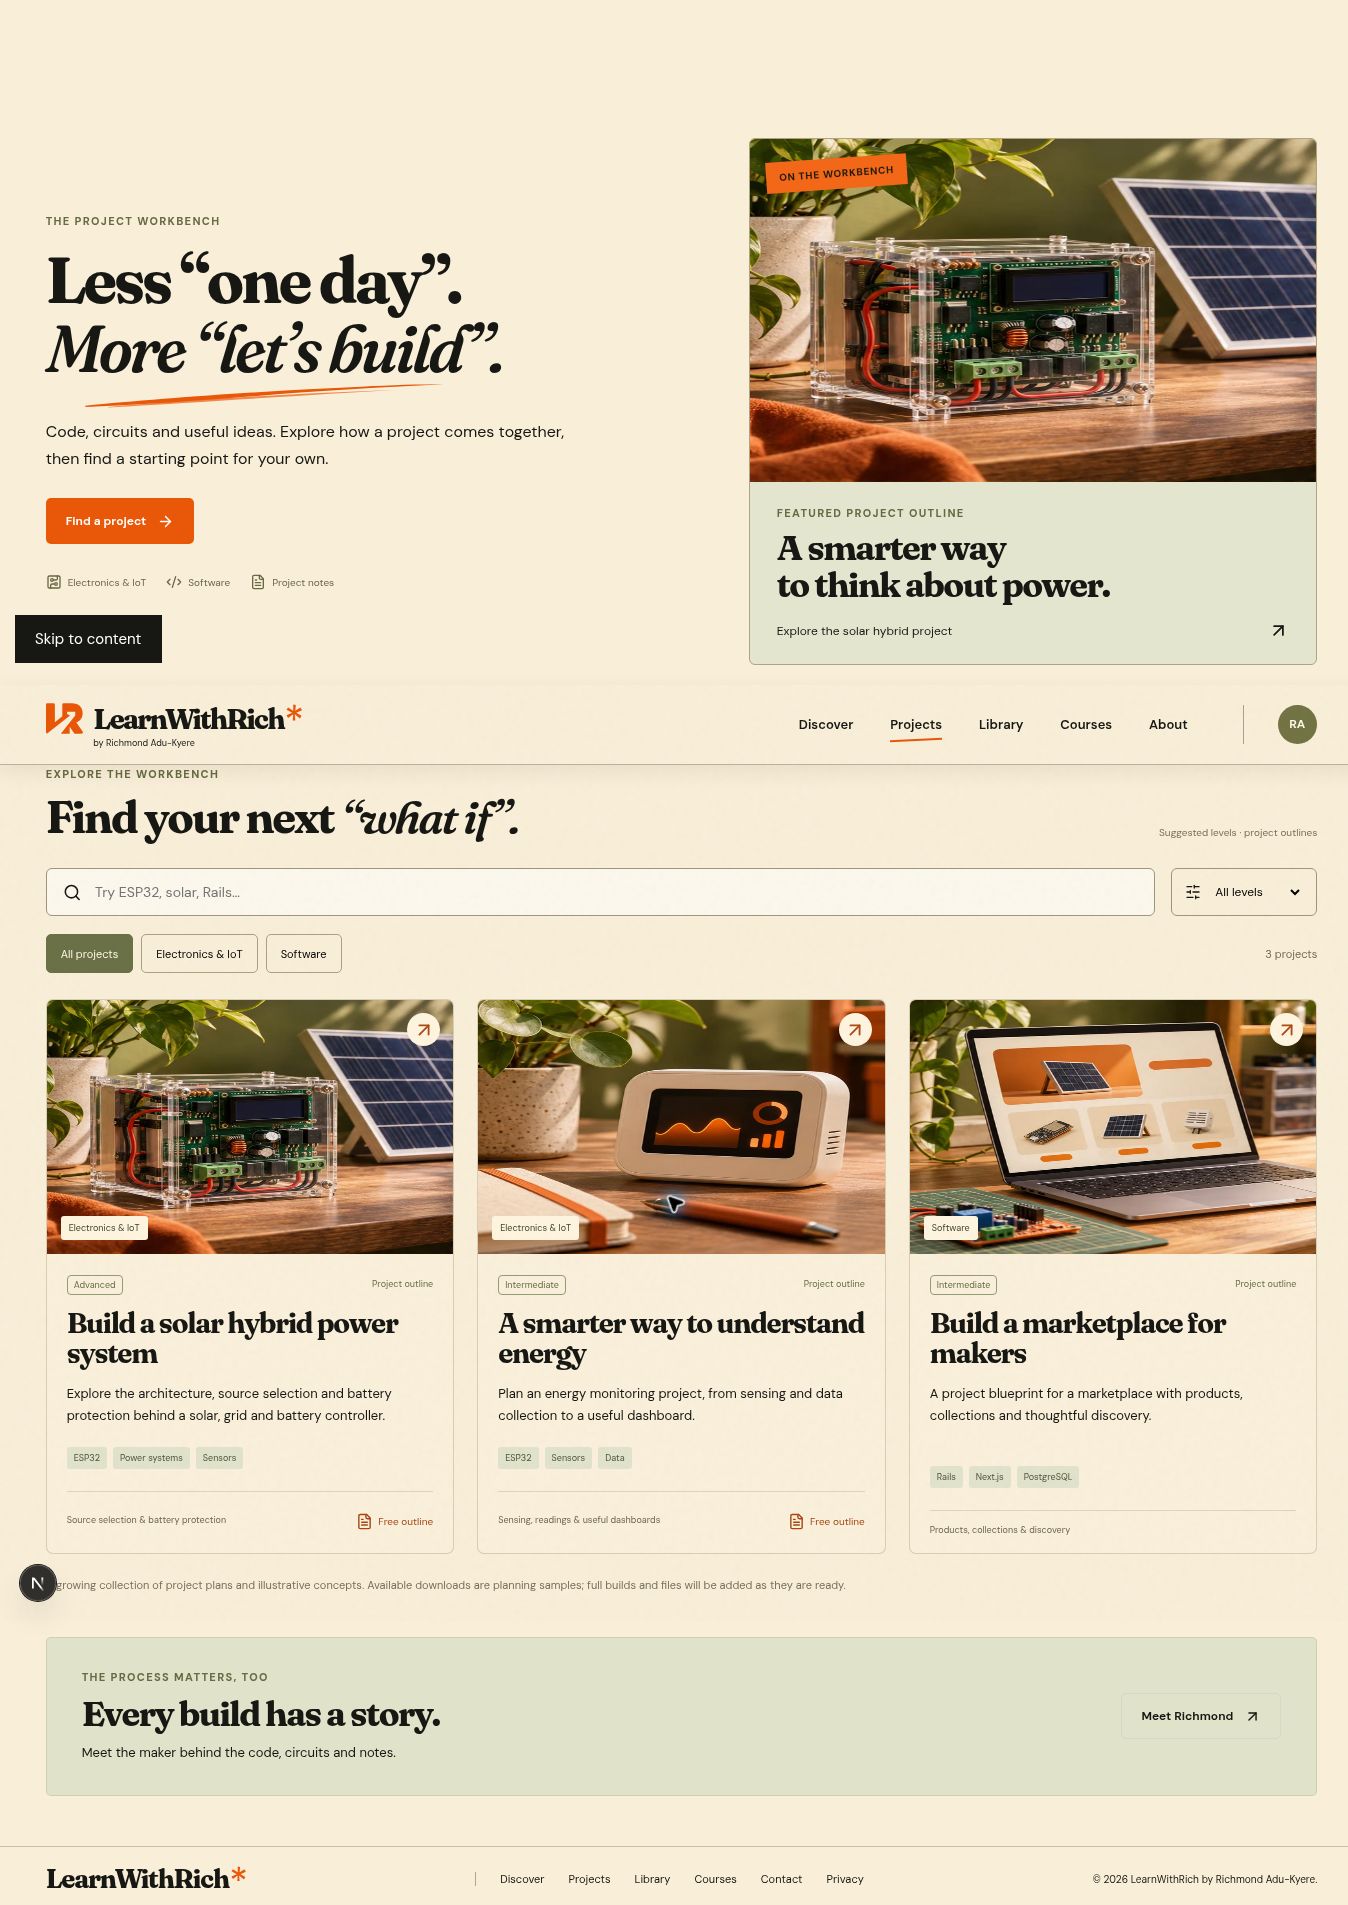 THE PROJECT WORKBENCH
Less “one day”.
More “let’s build”.
Code, circuits and useful ideas. Explore how a project comes together,
then find a starting point for your own.
Find a project
Electronics & IoT
Software
Project notes
Skip to content
ON THE WORKBENCH
FEATURED PROJECT OUTLINE
A smarter way
to think about power.
Explore the solar hybrid project
LearnWithRich*
by Richmond Adu-Kyere
Discover
Projects
Library
Courses
About
RA
EXPLORE THE WORKBENCH
Find your next “what if”.
Suggested levels · project outlines
Try ESP32, solar, Rails...
All levels
All projects
Electronics & IoT
Software
3 projects
Electronics & IoT
Advanced
Project outline
Build a solar hybrid power
system
Explore the architecture, source selection and battery
protection behind a solar, grid and battery controller.
ESP32
Power systems
Sensors
Source selection & battery protection
Free outline
Electronics & IoT
Intermediate
Project outline
A smarter way to understand
energy
Plan an energy monitoring project, from sensing and data
collection to a useful dashboard.
ESP32
Sensors
Data
Sensing, readings & useful dashboards
Free outline
Software
Intermediate
Project outline
Build a marketplace for
makers
A project blueprint for a marketplace with products,
collections and thoughtful discovery.
Rails
Next.js
PostgreSQL
Products, collections & discovery
N
growing collection of project plans and illustrative concepts. Available downloads are planning samples; full builds and files will be added as they are ready.
THE PROCESS MATTERS, TOO
Every build has a story.
Meet the maker behind the code, circuits and notes.
Meet Richmond
LearnWithRich*
Discover
Projects
Library
Courses
Contact
Privacy
© 2026 LearnWithRich by Richmond Adu-Kyere.